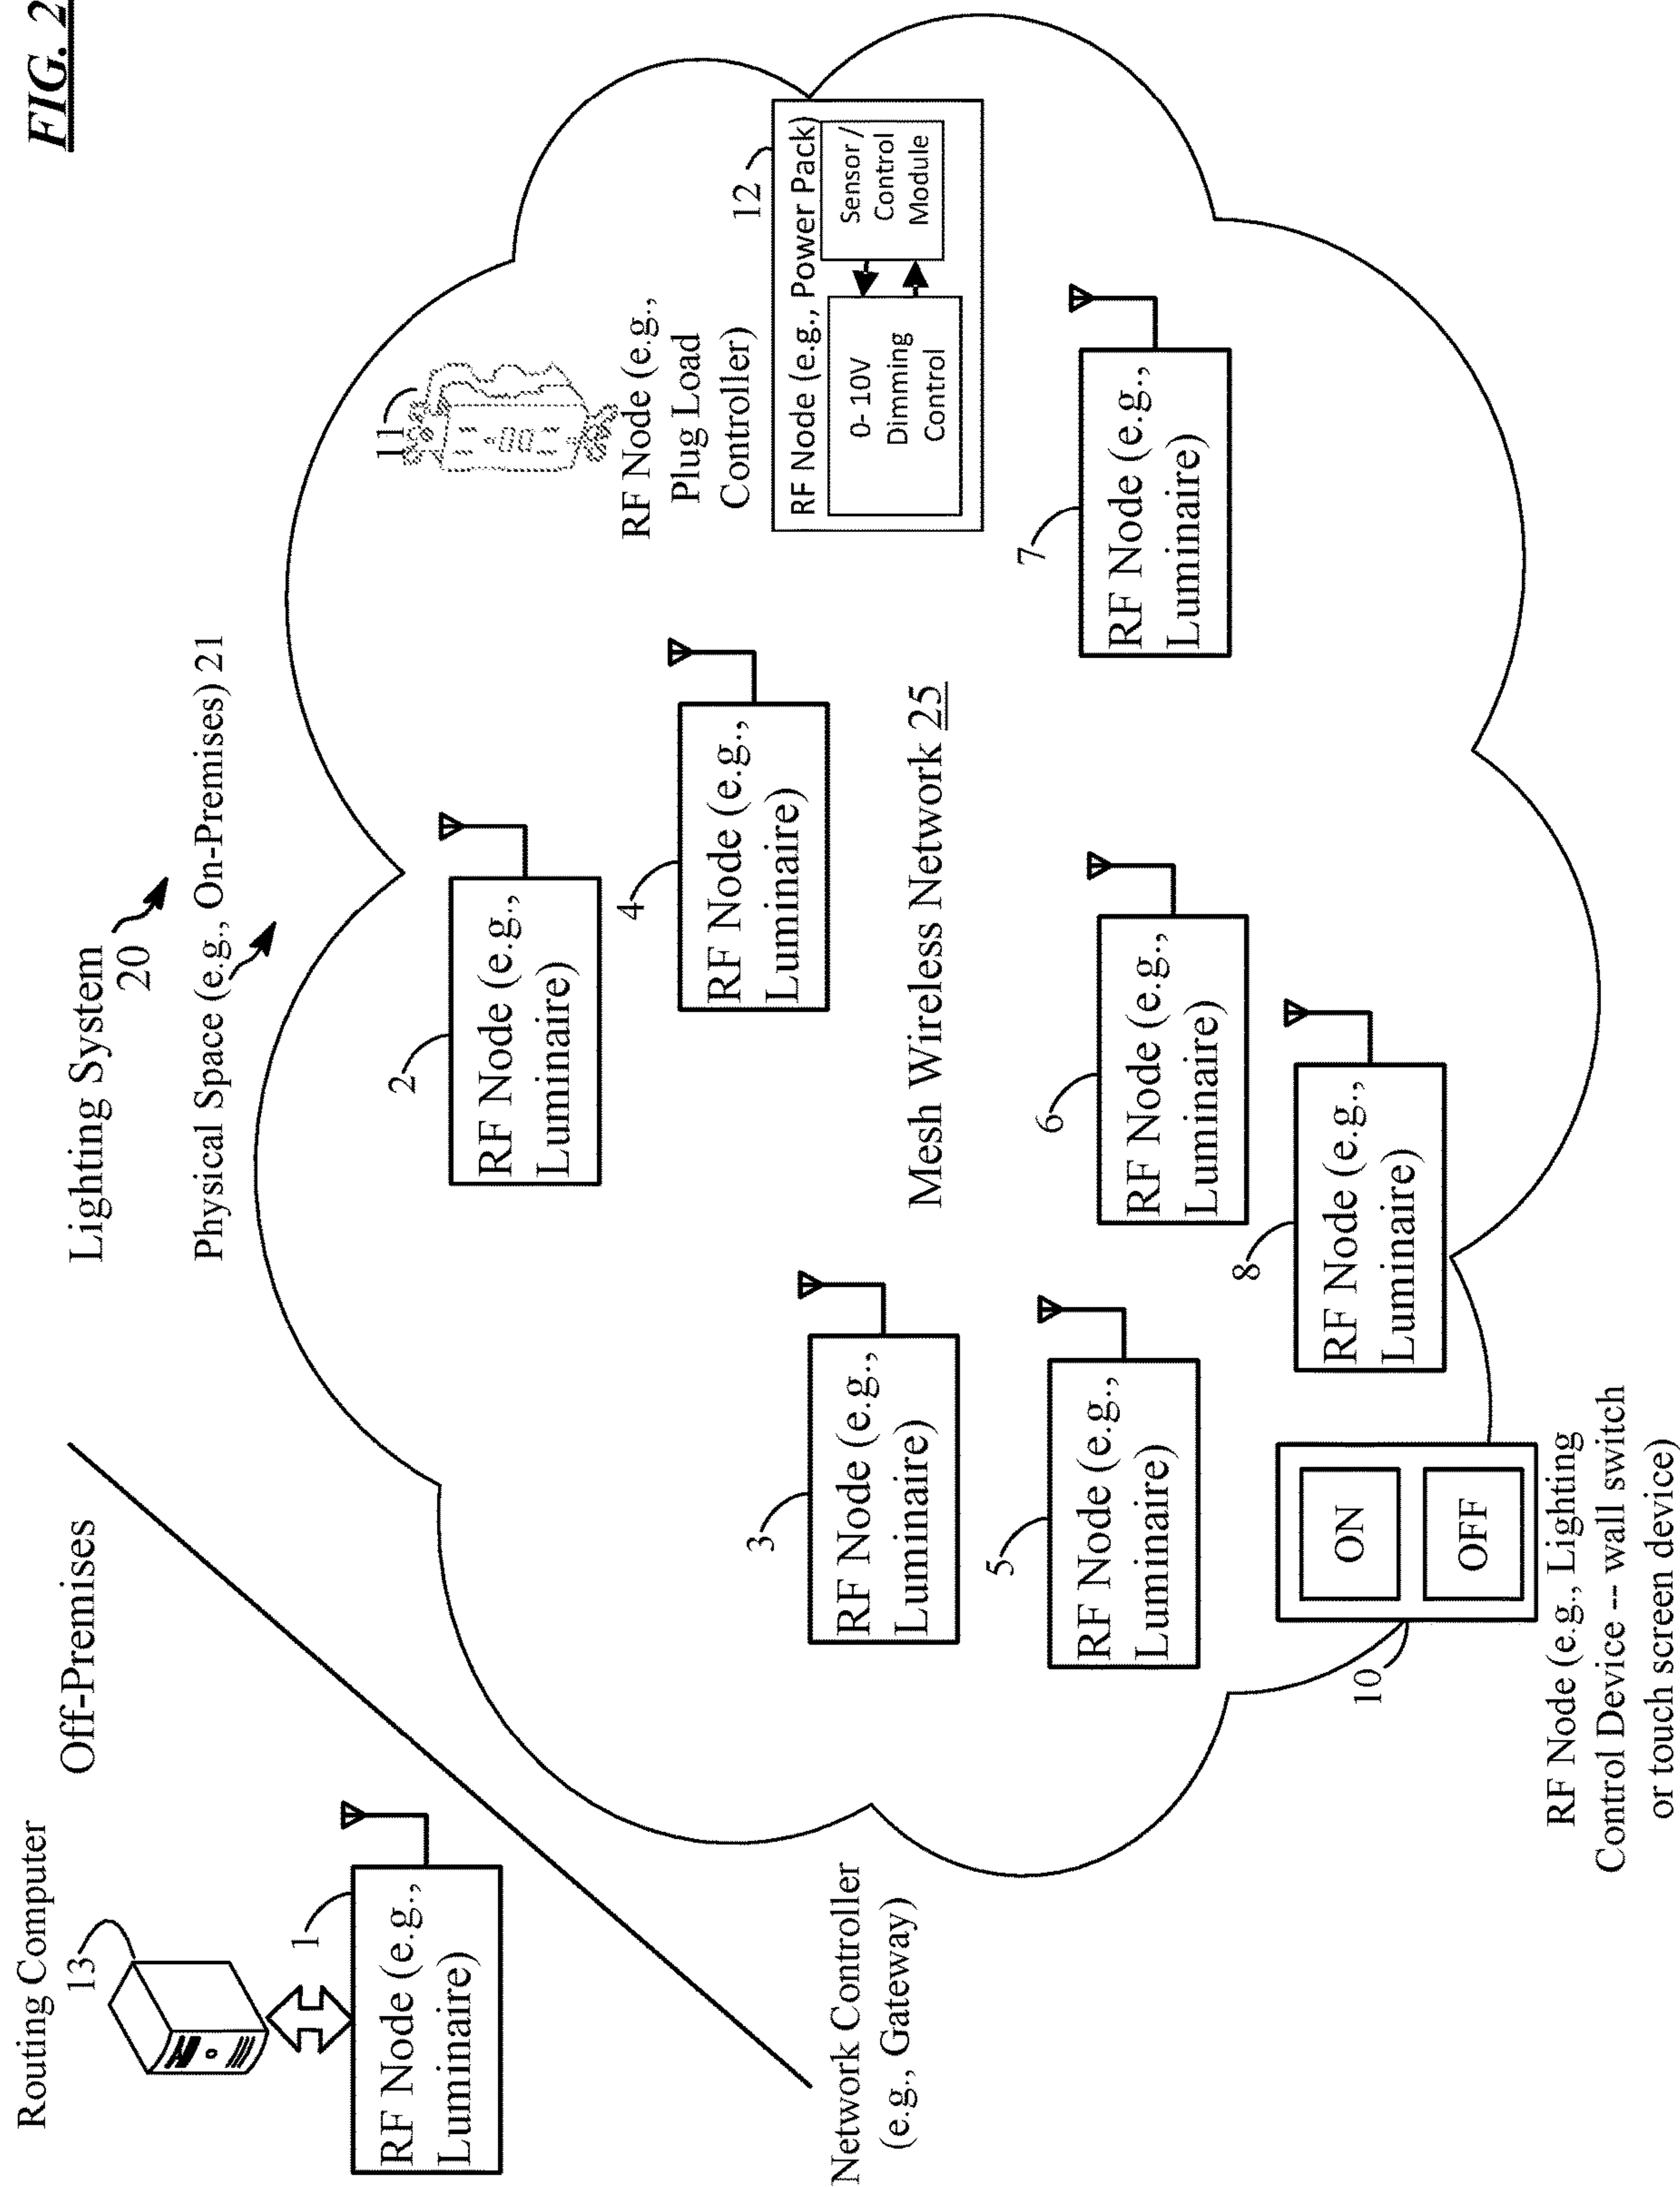 FIG. 2
Routing Computer
13
Off-Premises
Lighting System
20
Physical Space (e.g., On-Premises) 21
1
RF Node (e.g.,
Luminaire)
2
RF Node (e.g.,
Luminaire)
11
RF Node (e.g.,
Plug Load
Controller)
4
RF Node (e.g.,
Luminaire)
12
RF Node (e.g., Power Pack)
0- 10V
Dimming
Control
Sensor /
Control
Module
3
RF Node (e.g.,
Luminaire)
Network Controller
(e.g., Gateway)
Mesh Wireless Network 25
5
RF Node (e.g.,
Luminaire)
6
RF Node (e.g.,
Luminaire)
7
RF Node (e.g.,
Luminaire)
8
RF Node (e.g.,
Luminaire)
10
ON
OFF
RF Node (e.g., Lighting
Control Device -- wall switch
or touch screen device)